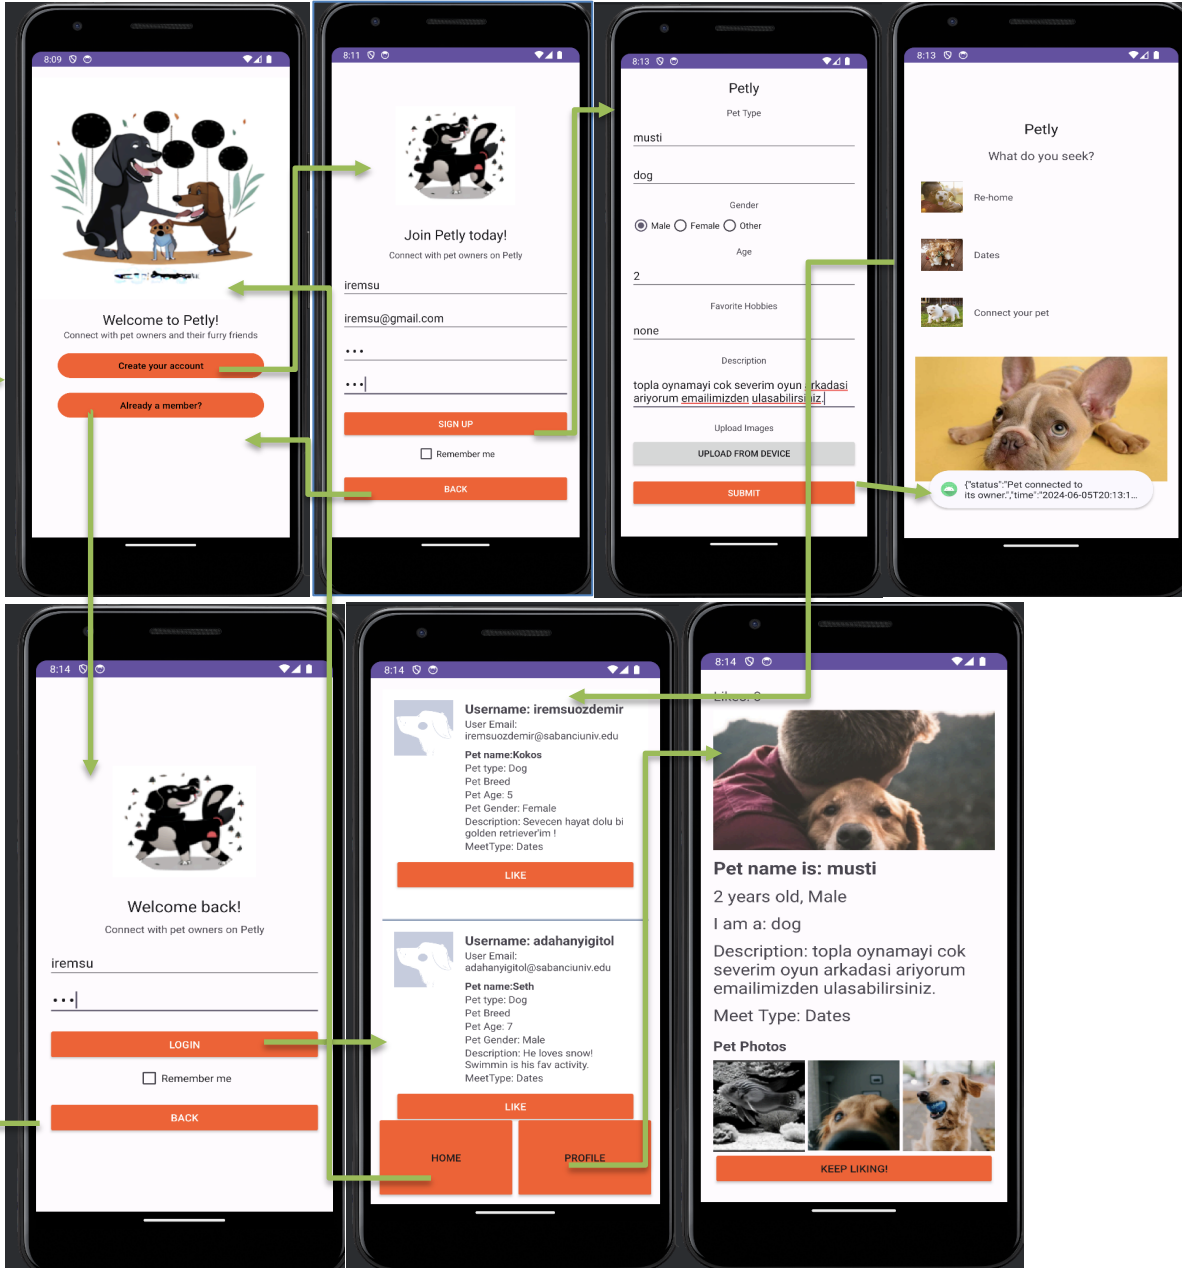 8:09
Welcome to Petly!
Connect with pet owners and their furry friends
Create your account
Already a member?
8:11
Join Petly today!
Connect with pet owners on Petly
iremsu
iremsu@gmail.com
SIGN UP
Remember me
BACK
8:13
Petly
Pet Type
musti
dog
Gender
Male Female Other
Age
2
Favorite Hobbies
none
Description
topla oynamayi cok severim oyun arkadasi
ariyorum emailimizden ulasabilirsiniz.
Upload Images
UPLOAD FROM DEVICE
SUBMIT
8:13
Petly
What do you seek?
Re-home
Dates
Connect your pet
{"status":"Pet connected to
its owner.","time":"2024-06-05T20:13:1...
8:14
Welcome back!
Connect with pet owners on Petly
iremsu
LOGIN
Remember me
BACK
8:14
Username: iremsuozdemir
User Email:
iremsuozdemir@sabanciuniv.edu
Pet name:Kokos
Pet type: Dog
Pet Breed
Pet Age: 5
Pet Gender: Female
Description: Sevecen hayat dolu bi
golden retriever'im !
MeetType: Dates
LIKE
Username: adahanyigitol
User Email:
adahanyigitol@sabanciuniv.edu
Pet name:Seth
Pet type: Dog
Pet Breed
Pet Age: 7
Pet Gender: Male
Description: He loves snow!
Swimmin is his fav activity.
MeetType: Dates
LIKE
HOME
PROFILE
8:14
Pet name is: musti
2 years old, Male
I am a: dog
Description: topla oynamayi cok
severim oyun arkadasi ariyorum
emailimizden ulasabilirsiniz.
Meet Type: Dates
Pet Photos
KEEP LIKING!